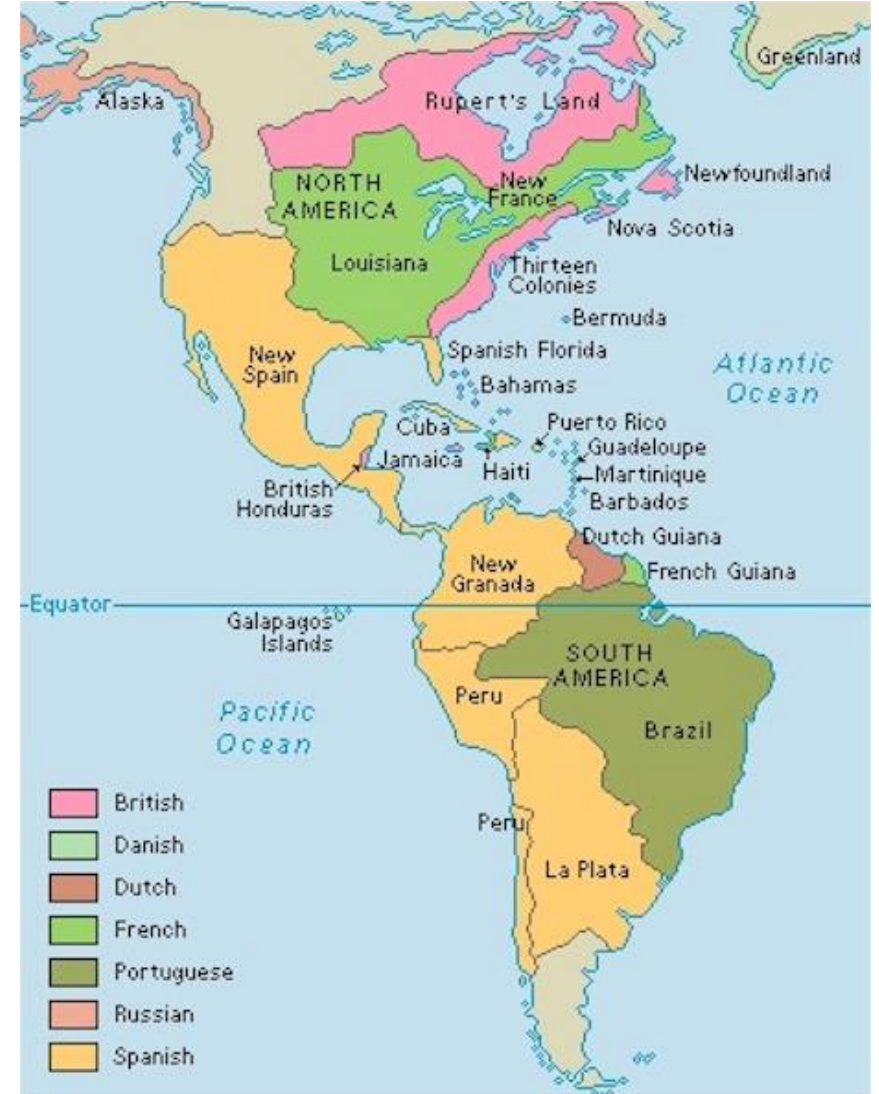 Greenland
Alaska
Rupert's Land
NORTH
AMERICA
New
France
Newfoundland
Nova Scotia
Louisiana
Thirteen
Colonies
Bermuda
New
Spain
Spanish Florida
Atlantic
Ocean
Bahamas
Cuba
Puerto Rico
Jamaica
Haiti
Guadeloupe
Martinique
Barbados
British
Honduras
Dutch Guiana
New
Granada
French Guiana
Equator
Galapagos
Islands
SOUTH
AMERICA
Peru
Brazil
Pacific
Ocean
Peru
La Plata
British
Danish
Dutch
French
Portuguese
Russian
Spanish